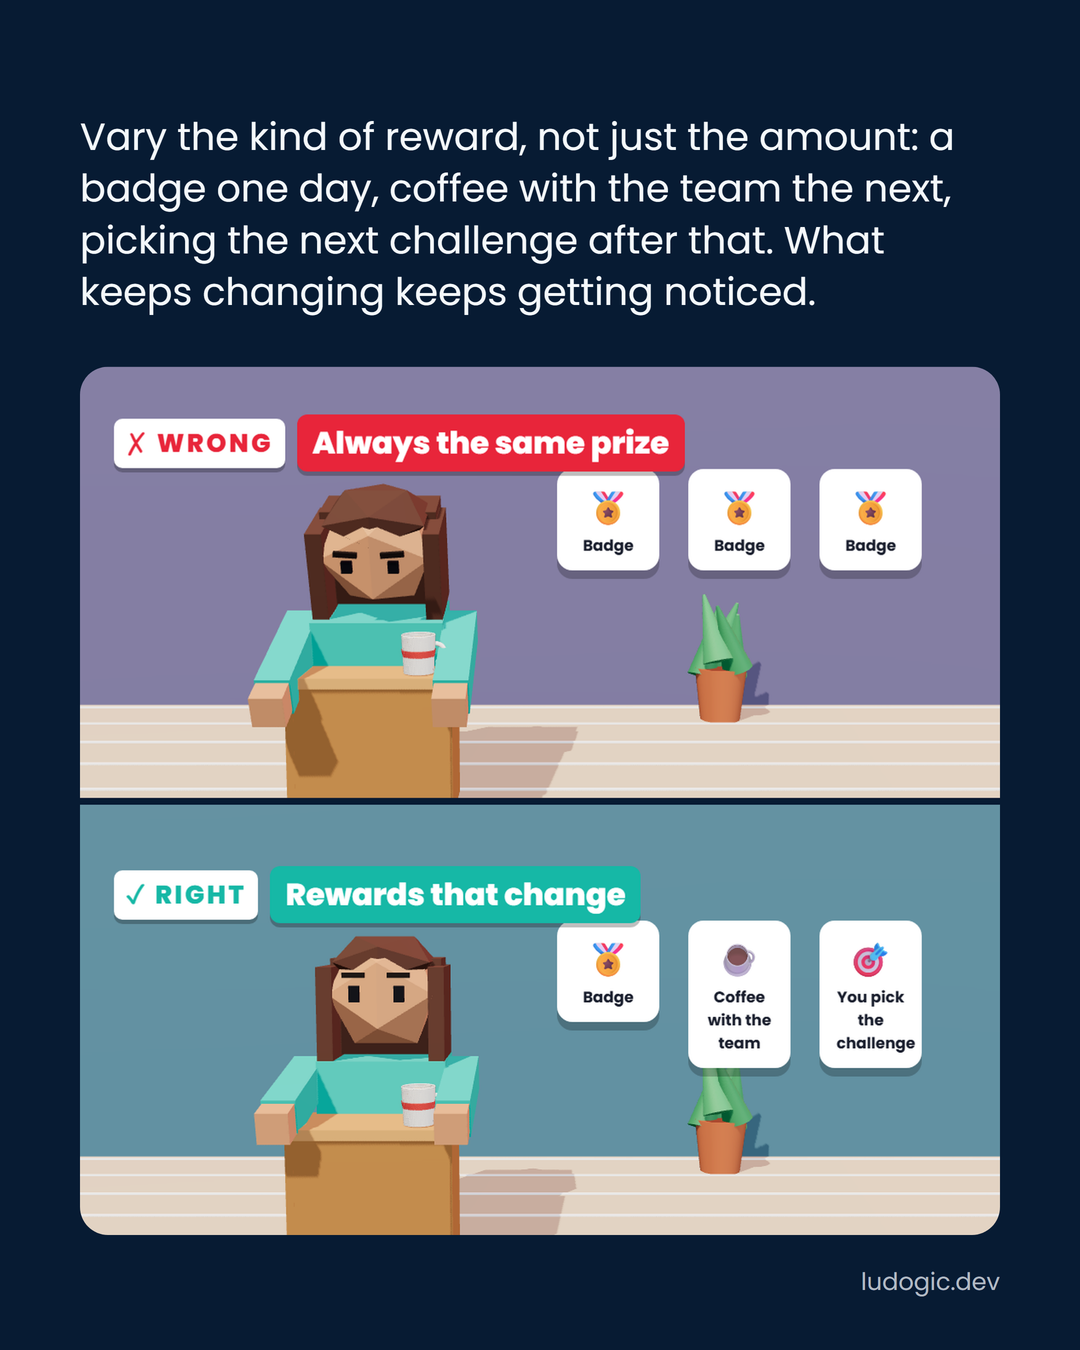 Vary the kind of reward, not just the amount: a
badge one day, coffee with the team the next,
picking the next challenge after that. What
keeps changing keeps getting noticed.
✗ WRONG
Always the same prize
Badge
Badge
Badge
✓ RIGHT
Rewards that change
Badge
Coffee
with the
team
You pick
the
challenge
ludogic.dev